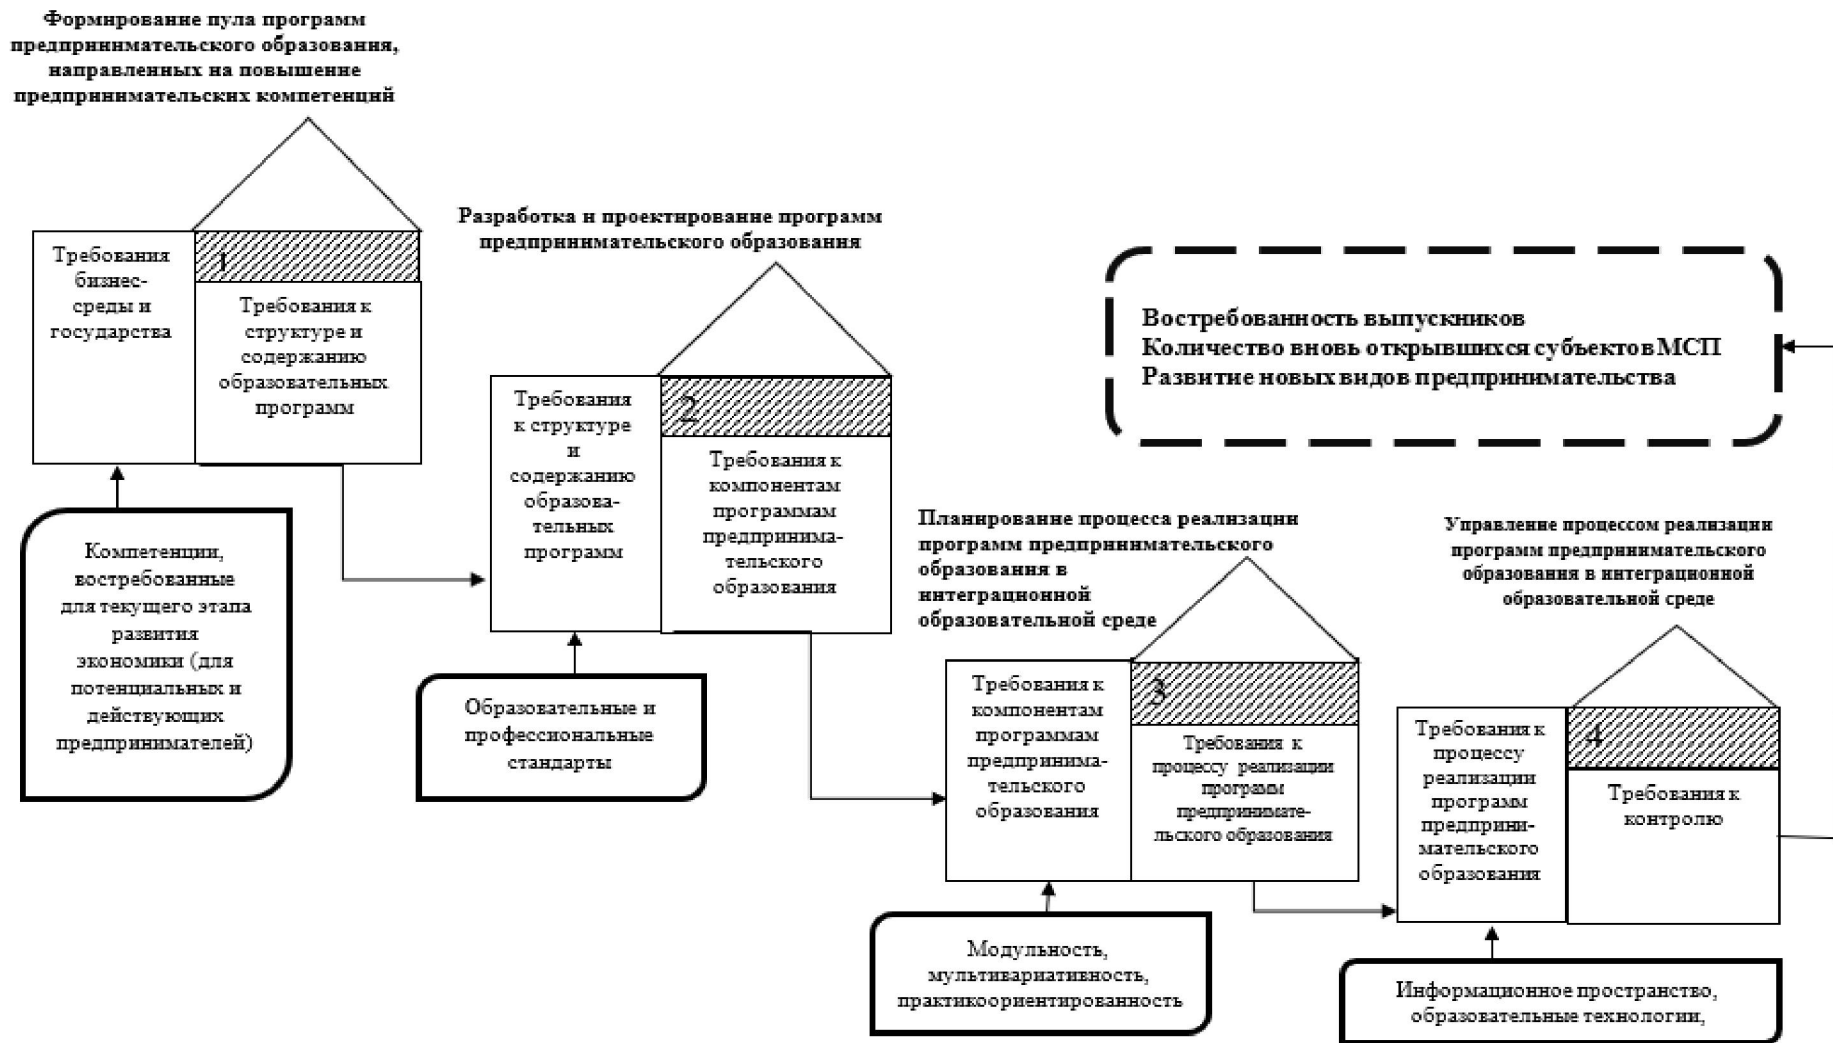 Формирование пула программ
предпринимательского образования,
направленных на повышение
предпринимательских компетенций
Требования
бизнес-
среды и
государства
1
Требования к
структуре и
содержанию
образовательных
программ
Компетенции,
востребованные
для текущего этапа
развития
экономики (для
потенциальных и
действующих
предпринимателей)
Разработка и проектирование программ
предпринимательского образования
Требования
к структуре
и
содержанию
образова-
тельных
программ
2
Требования к
компонентам
программам
предпринима-
тельского
образования
Образовательные и
профессиональные
стандарты
Востребованность выпускников
Количество вновь открывшихся субъектов МСП
Развитие новых видов предпринимательства
Планирование процесса реализации
программ предпринимательского
образования в
интеграционной
образовательной среде
Требования к
компонентам
программам
предпринима-
тельского
образования
3
Требования к
процессу реализации
программ
предпринимате-
льского образования
Модульность,
мультивариативность,
практикоориентированность
Управление процессом реализации
программ предпринимательского
образования в интеграционной
образовательной среде
Требования к
процессу
реализации
программ
предприни-
мательского
образования
4
Требования к
контролю
Информационное пространство,
образовательные технологии,